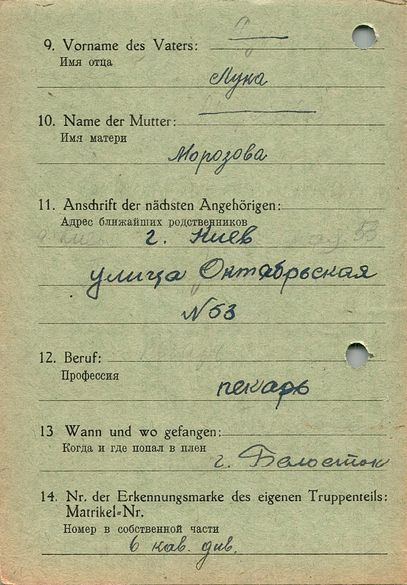 9. Vorname des Vaters:
Имя отца
Лука
10. Name der Mutter:
Имя матери
Морозова
11. Anschrift der nächsten Angehörigen:
Адрес ближайших родственников
г. Киев
улица Октябрьская
№53
12. Beruf:
Профессия
пекарь
13 Wann und wo gefangen:
Когда и где попал в плен
г. Белосток
14. Nr. der Erkennungsmarke des eigenen Truppenteils:
Matrikel=Nr.
Номер в собственной части
6 кав. див.